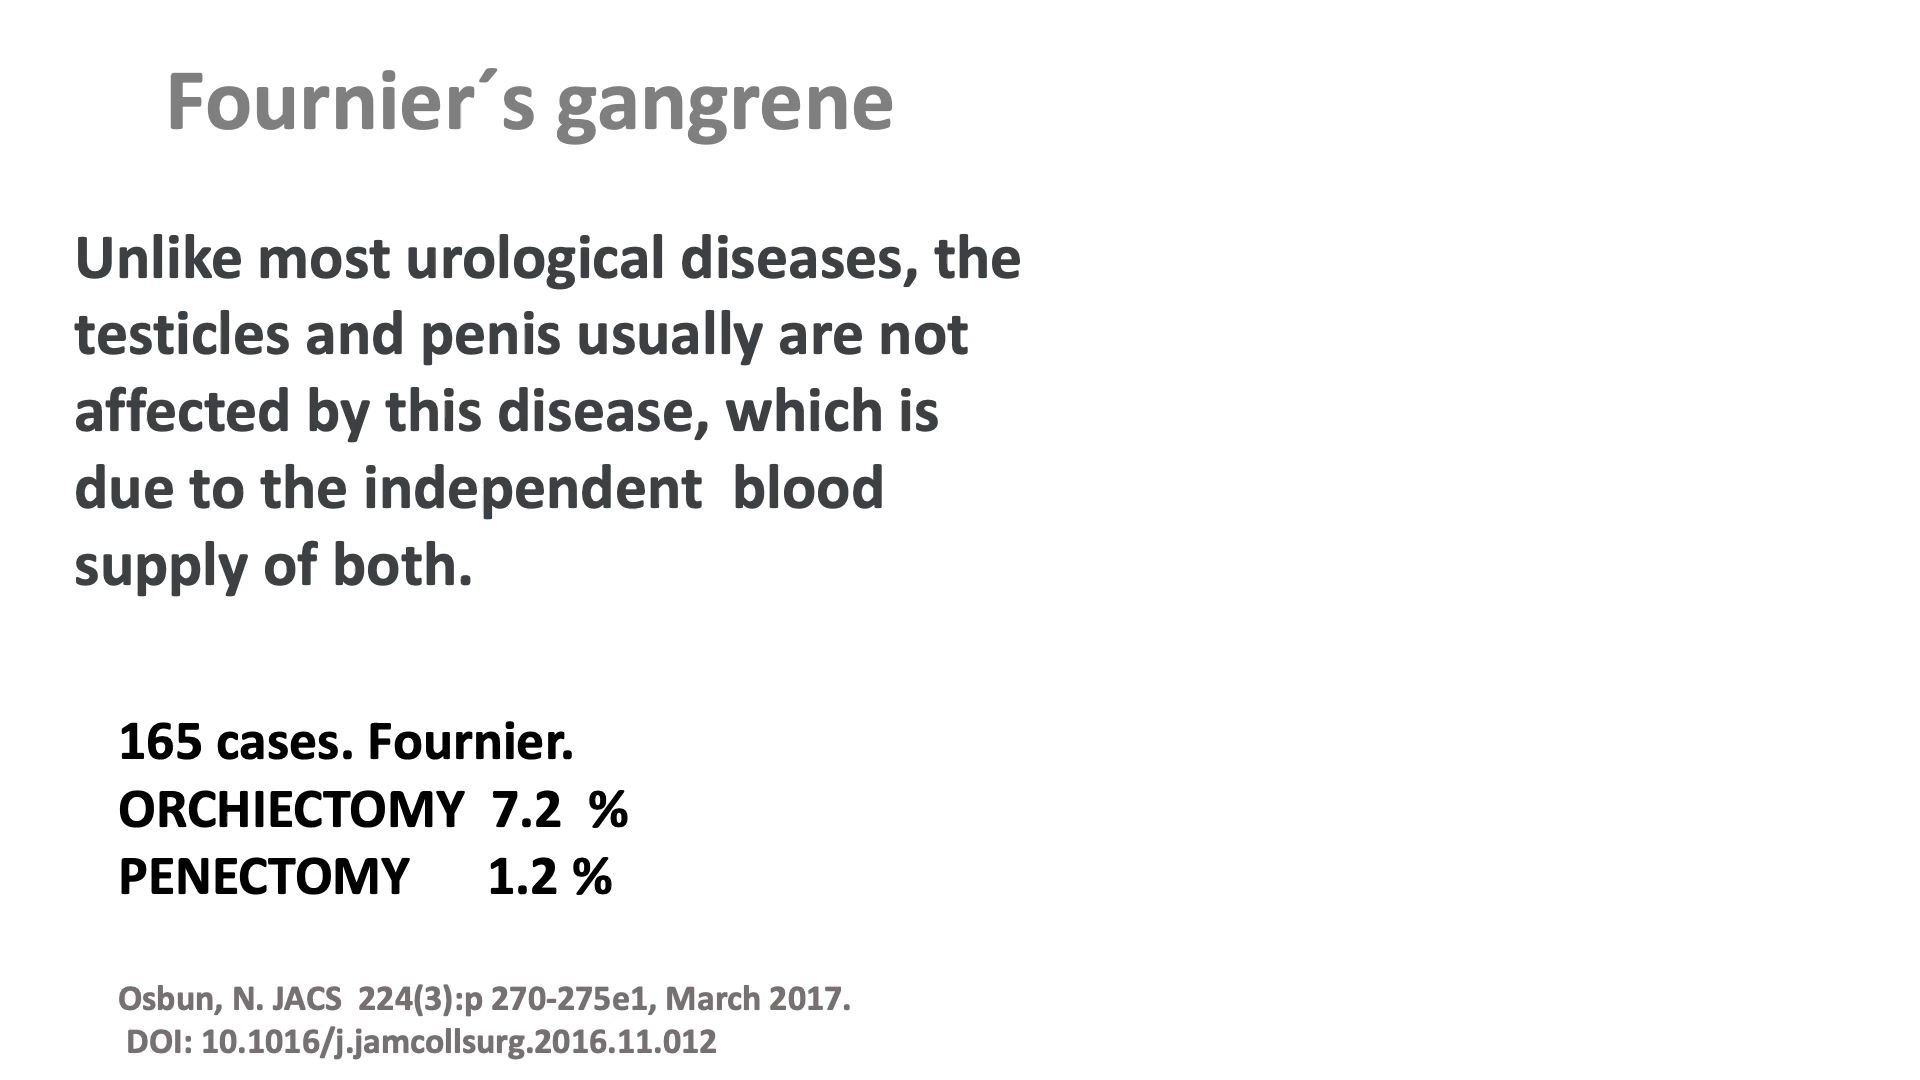 Fournier´s gangrene
Unlike most urological diseases, the
testicles and penis usually are not
affected by this disease, which is
due to the independent  blood
supply of both.
165 cases. Fournier.
ORCHIECTOMY  7.2  %
PENECTOMY      1.2 %
Osbun, N. JACS  224(3):p 270-275e1, March 2017.
DOI: 10.1016/j.jamcollsurg.2016.11.012